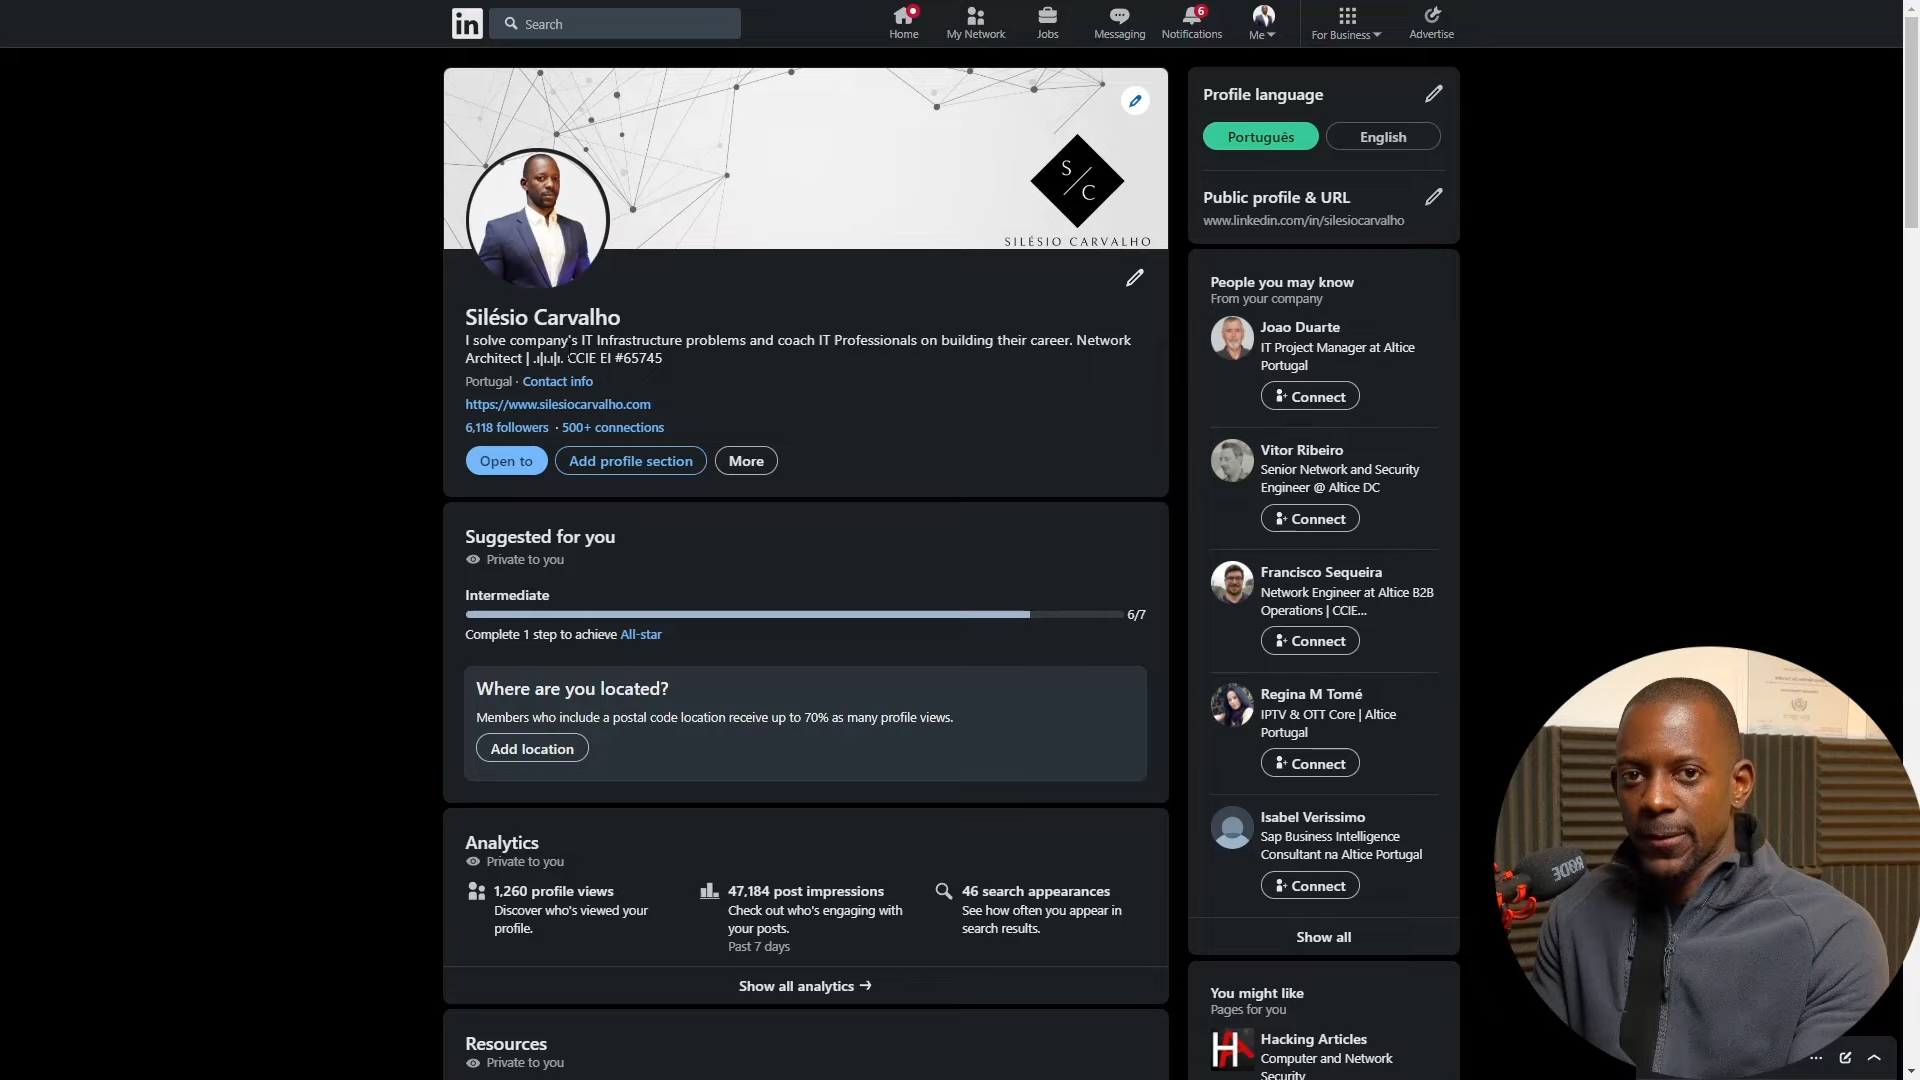 in
Search
Home
My Network
Jobs
Messaging
6
Notifications
Me
For Business
Advertise
S/C
SILÉSIO CARVALHO
Silésio Carvalho
I solve company's IT Infrastructure problems and coach IT Professionals on building their career. Network
Architect | .ı|ı.ı|ı. CCIE EI #65745
Portugal · Contact info
https://www.silesiocarvalho.com
6,118 followers · 500+ connections
Open to
Add profile section
More
Suggested for you
Private to you
Intermediate
6/7
Complete 1 step to achieve All-star
Where are you located?
Members who include a postal code location receive up to 70% as many profile views.
Add location
Analytics
Private to you
1,260 profile views
Discover who's viewed your
profile.
47,184 post impressions
Check out who's engaging with
your posts.
Past 7 days
46 search appearances
See how often you appear in
search results.
Show all analytics →
Resources
Private to you
Profile language
Português
English
Public profile & URL
www.linkedin.com/in/silesiocarvalho
People you may know
From your company
Joao Duarte
IT Project Manager at Altice
Portugal
Connect
Vitor Ribeiro
Senior Network and Security
Engineer @ Altice DC
Connect
Francisco Sequeira
Network Engineer at Altice B2B
Operations | CCIE...
Connect
Regina M Tomé
IPTV & OTT Core | Altice
Portugal
Connect
Isabel Verissimo
Sap Business Intelligence
Consultant na Altice Portugal
Connect
Show all
You might like
Pages for you
Hacking Articles
Computer and Network
Security
RØDE